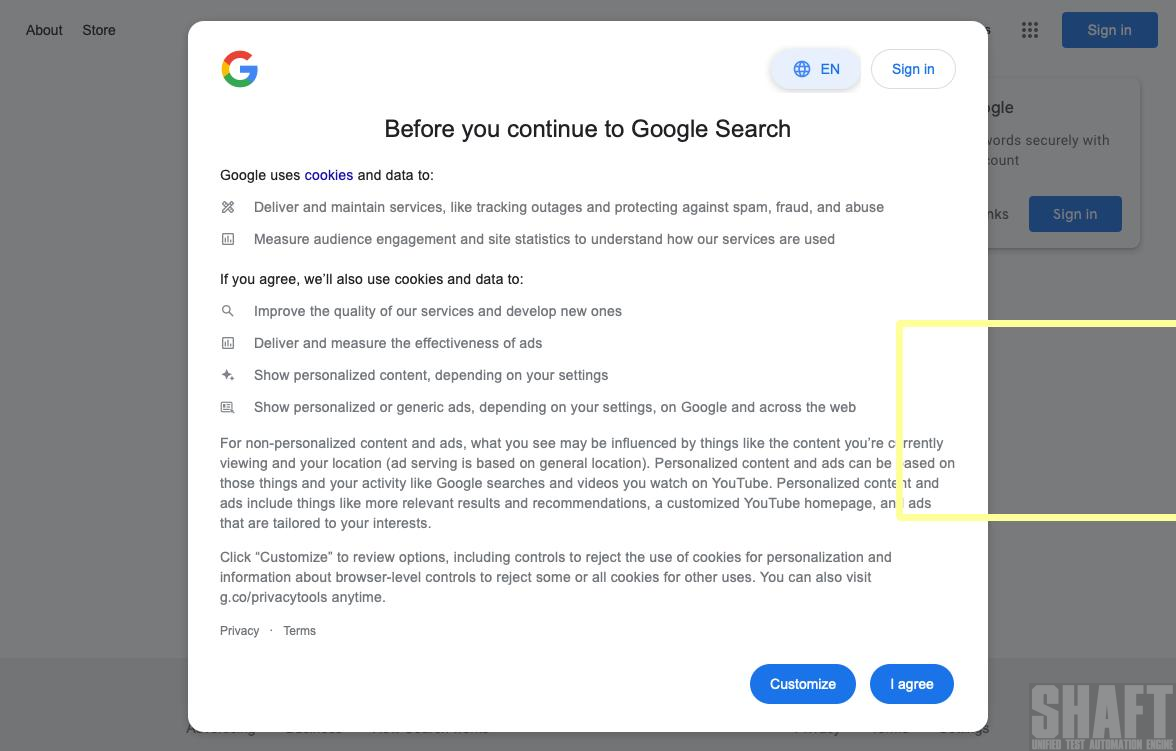 About Store
Sign in
EN Sign in
Before you continue to Google Search
Google uses cookies and data to:
Deliver and maintain services, like tracking outages and protecting against spam, fraud, and abuse
Measure audience engagement and site statistics to understand how our services are used
If you agree, we’ll also use cookies and data to:
Improve the quality of our services and develop new ones
Deliver and measure the effectiveness of ads
Show personalized content, depending on your settings
Show personalized or generic ads, depending on your settings, on Google and across the web
For non-personalized content and ads, what you see may be influenced by things like the content you’re currently
viewing and your location (ad serving is based on general location). Personalized content and ads can be based on
those things and your activity like Google searches and videos you watch on YouTube. Personalized content and
ads include things like more relevant results and recommendations, a customized YouTube homepage, and ads
that are tailored to your interests.
Click “Customize” to review options, including controls to reject the use of cookies for personalization and
information about browser-level controls to reject some or all cookies for other uses. You can also visit
g.co/privacytools anytime.
Privacy · Terms
Customize I agree
ogle
words securely with
count
nks Sign in
SHAFT
UNIFIED TEST AUTOMATION ENGINE